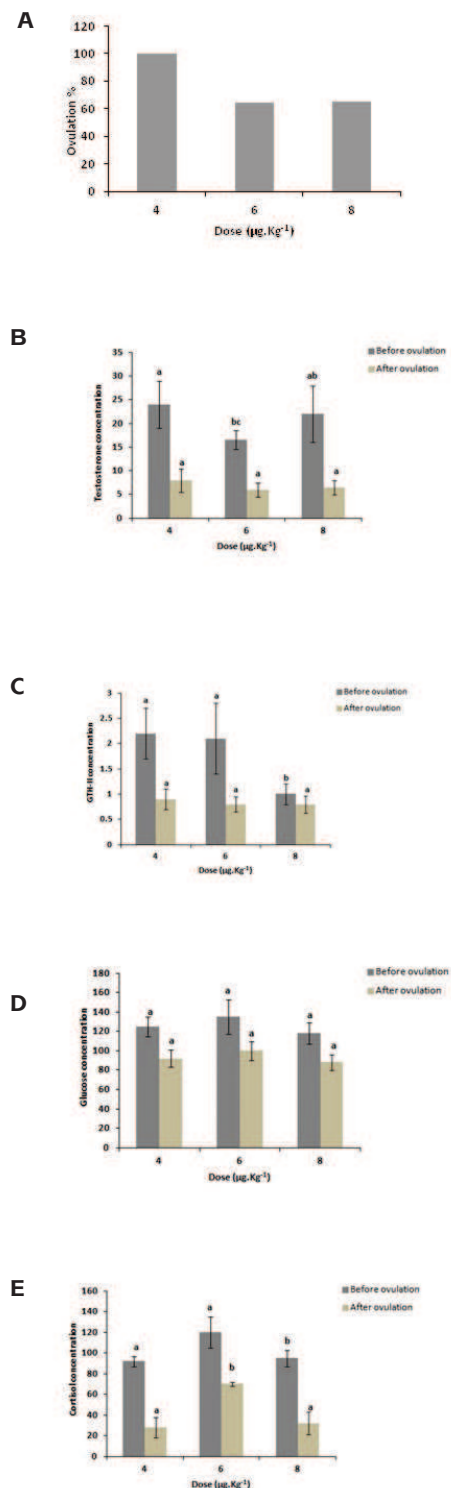 A
120
100
80
60
40
20
0
Ovulation %
4 6 8
Dose (µg.Kg-1)
B
Before ovulation
After ovulation
35
30
25
20
15
10
5
0
Testosterone concentration
a bc ab
a a a
4 6 8
Dose (µg.Kg-1)
C
Before ovulation
After ovulation
3
2.5
2
1.5
1
0.5
0
GTH-II concentration
a a b
a a a
4 6 8
Dose (µg.Kg-1)
D
Before ovulation
After ovulation
180
160
140
120
100
80
60
40
20
0
Glucose concentration
a a a
a a a
4 6 8
Dose (µg.Kg-1)
E
Before ovulation
After ovulation
160
140
120
100
80
60
40
20
0
Cortisol concentration
a a b
a b a
4 6 8
Dose (µg.Kg-1)